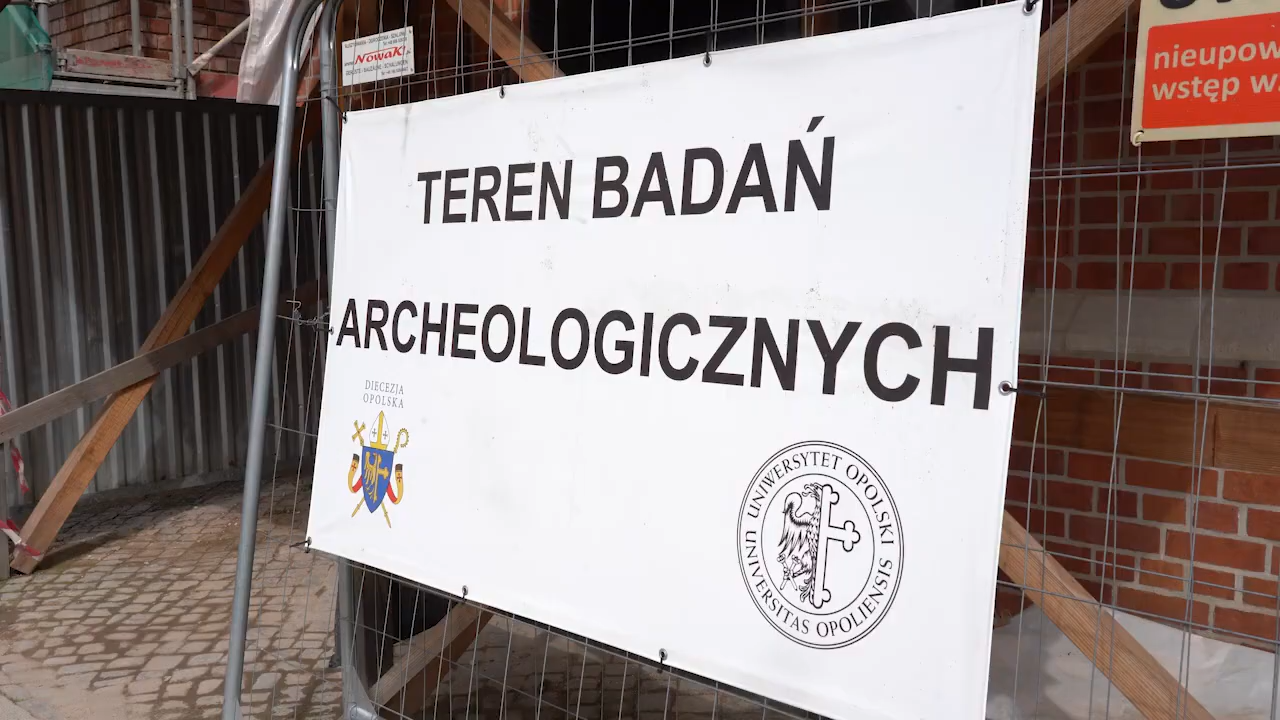 NowaK
nieupow
wstęp w
TEREN BADAŃ
ARCHEOLOGICZNYCH
DIECEZJA
OPOLSKA
UNIWERSYTET OPOLSKI
UNIVERSITAS OPOLIENSIS